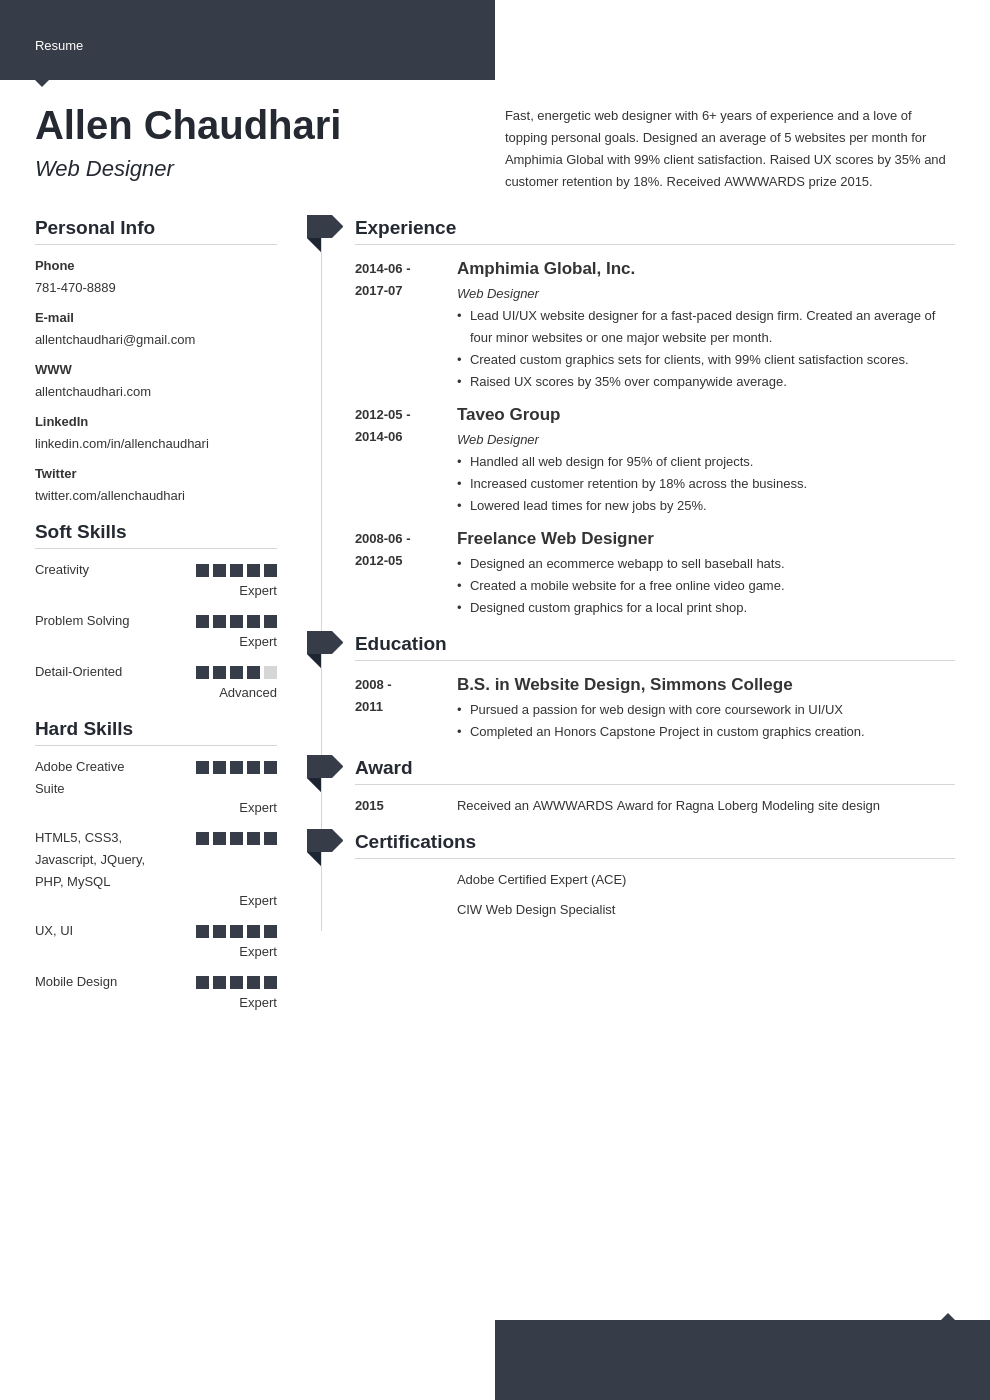 Resume
Allen Chaudhari
Web Designer
Fast, energetic web designer with 6+ years of experience and a love of
topping personal goals. Designed an average of 5 websites per month for
Amphimia Global with 99% client satisfaction. Raised UX scores by 35% and
customer retention by 18%. Received AWWWARDS prize 2015.
Personal Info
Phone
781-470-8889
E-mail
allentchaudhari@gmail.com
WWW
allentchaudhari.com
LinkedIn
linkedin.com/in/allenchaudhari
Twitter
twitter.com/allenchaudhari
Soft Skills
Creativity
Expert
Problem Solving
Expert
Detail-Oriented
Advanced
Hard Skills
Adobe Creative
Suite
Expert
HTML5, CSS3,
Javascript, JQuery,
PHP, MySQL
Expert
UX, UI
Expert
Mobile Design
Expert
Experience
2014-06 -
2017-07
Amphimia Global, Inc.
Web Designer
• Lead UI/UX website designer for a fast-paced design firm. Created an average of
four minor websites or one major website per month.
• Created custom graphics sets for clients, with 99% client satisfaction scores.
• Raised UX scores by 35% over companywide average.
2012-05 -
2014-06
Taveo Group
Web Designer
• Handled all web design for 95% of client projects.
• Increased customer retention by 18% across the business.
• Lowered lead times for new jobs by 25%.
2008-06 -
2012-05
Freelance Web Designer
• Designed an ecommerce webapp to sell baseball hats.
• Created a mobile website for a free online video game.
• Designed custom graphics for a local print shop.
Education
2008 -
2011
B.S. in Website Design, Simmons College
• Pursued a passion for web design with core coursework in UI/UX
• Completed an Honors Capstone Project in custom graphics creation.
Award
2015 Received an AWWWARDS Award for Ragna Loberg Modeling site design
Certifications
Adobe Certified Expert (ACE)
CIW Web Design Specialist